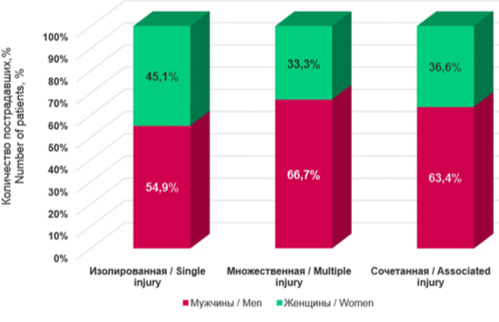 Количество пострадавших,%
Number of patients, %
100%
90%
80%
70%
60%
50%
40%
30%
20%
10%
0%
45,1%
33,3%
36,6%
54,9%
66,7%
63,4%
Изолированная / Single
injury
Множественная / Multiple
injury
Сочетанная / Associated
injury
Мужчины / Men
Женщины / Women